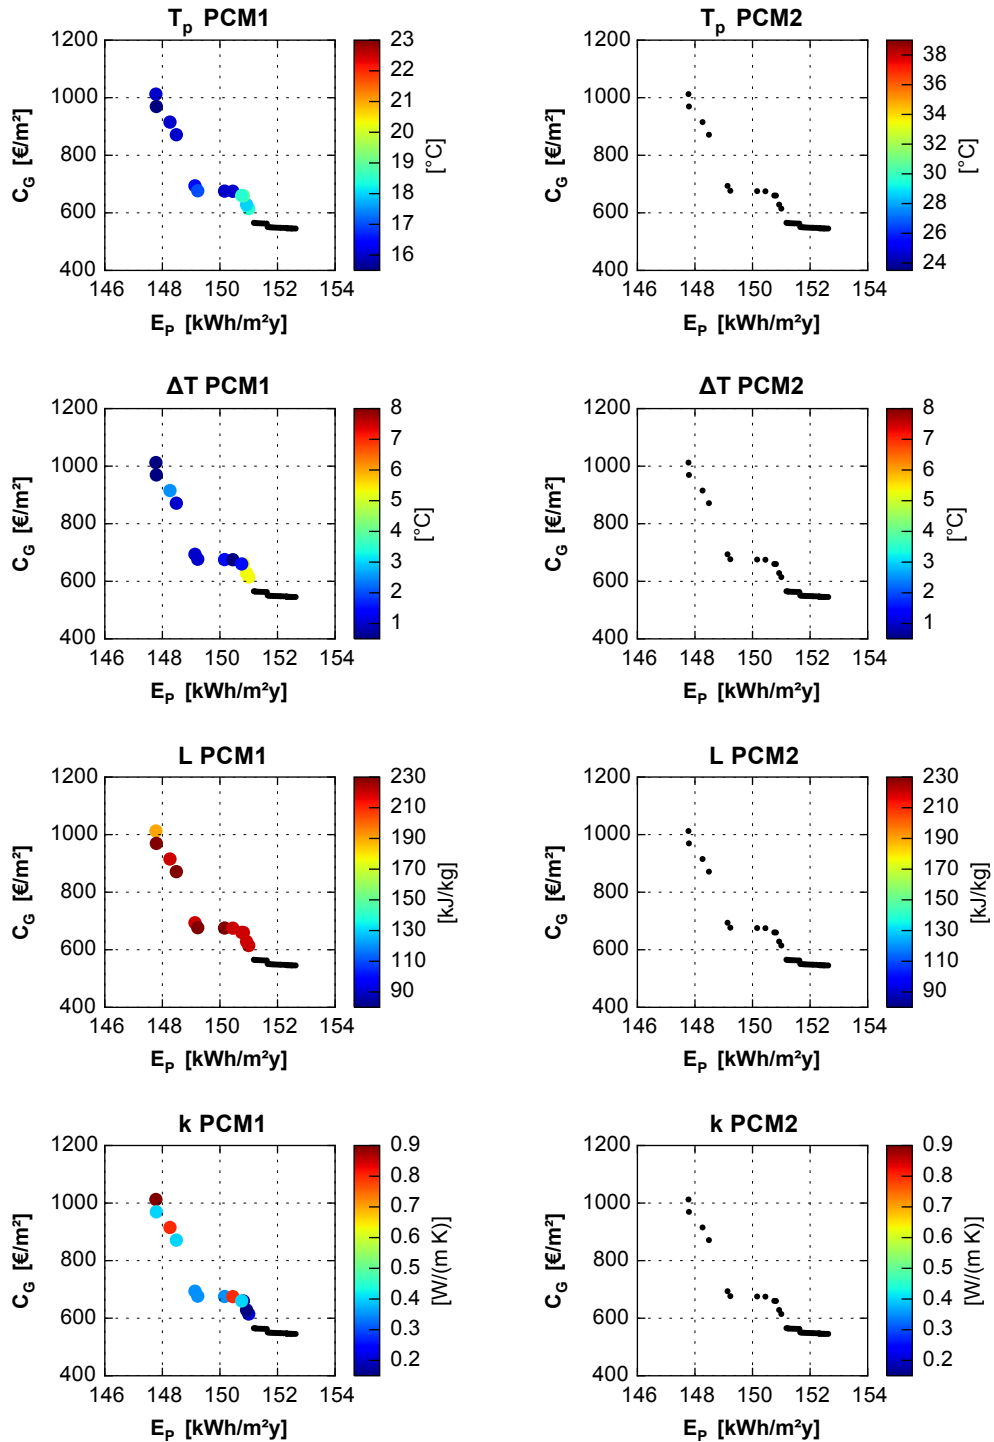 T_p PCM1
1200
1000
800
600
400
146 148 150 152 154
C_G [€/m²]
E_P [kWh/m²y]
23
22
21
20
19
18
17
16
[°C]
T_p PCM2
1200
1000
800
600
400
146 148 150 152 154
C_G [€/m²]
E_P [kWh/m²y]
38
36
34
32
30
28
26
24
[°C]
ΔT PCM1
1200
1000
800
600
400
146 148 150 152 154
C_G [€/m²]
E_P [kWh/m²y]
8
7
6
5
4
3
2
1
[°C]
ΔT PCM2
1200
1000
800
600
400
146 148 150 152 154
C_G [€/m²]
E_P [kWh/m²y]
8
7
6
5
4
3
2
1
[°C]
L PCM1
1200
1000
800
600
400
146 148 150 152 154
C_G [€/m²]
E_P [kWh/m²y]
230
210
190
170
150
130
110
90
[kJ/kg]
L PCM2
1200
1000
800
600
400
146 148 150 152 154
C_G [€/m²]
E_P [kWh/m²y]
230
210
190
170
150
130
110
90
[kJ/kg]
k PCM1
1200
1000
800
600
400
146 148 150 152 154
C_G [€/m²]
E_P [kWh/m²y]
0.9
0.8
0.7
0.6
0.5
0.4
0.3
0.2
[W/(m K)]
k PCM2
1200
1000
800
600
400
146 148 150 152 154
C_G [€/m²]
E_P [kWh/m²y]
0.9
0.8
0.7
0.6
0.5
0.4
0.3
0.2
[W/(m K)]